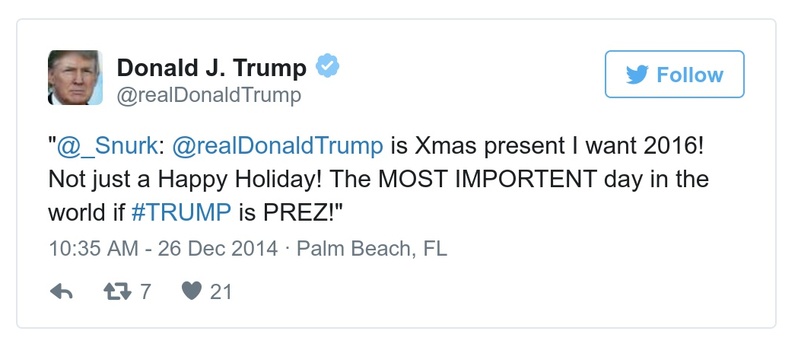 Donald J. Trump
@realDonaldTrump
Follow
"@_Snurk: @realDonaldTrump is Xmas present I want 2016!
Not just a Happy Holiday! The MOST IMPORTENT day in the
world if #TRUMP is PREZ!"
10:35 AM - 26 Dec 2014 · Palm Beach, FL
7 21